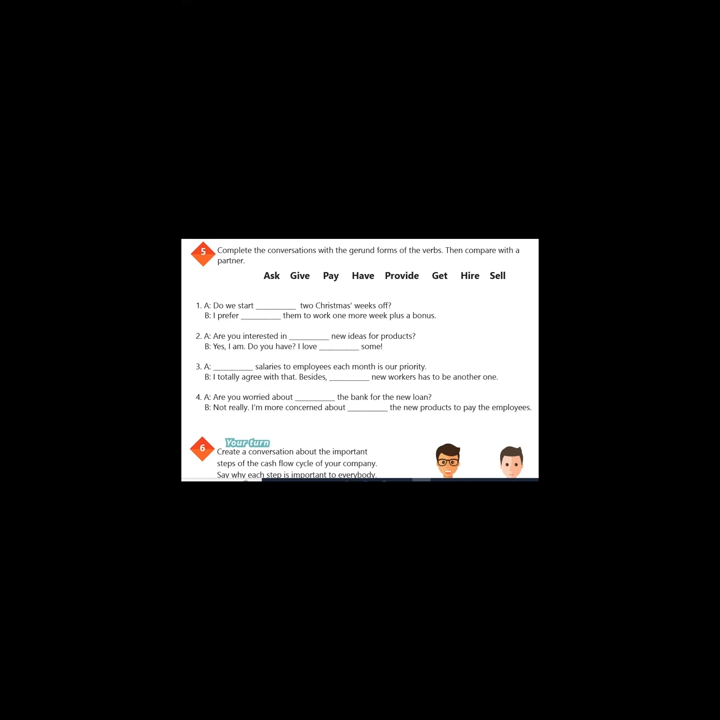 5
Complete the conversations with the gerund forms of the verbs. Then compare with a
partner.
Ask Give Pay Have Provide Get Hire Sell
1. A: Do we start __________ two Christmas' weeks off?
B: I prefer __________ them to work one more week plus a bonus.
2. A: Are you interested in __________ new ideas for products?
B: Yes, I am. Do you have? I love __________ some!
3. A: __________ salaries to employees each month is our priority.
B: I totally agree with that. Besides, __________ new workers has to be another one.
4. A: Are you worried about __________ the bank for the new loan?
B: Not really. I'm more concerned about __________ the new products to pay the employees.
6
Your turn
Create a conversation about the important
steps of the cash flow cycle of your company.
Say why each step is important to everybody.